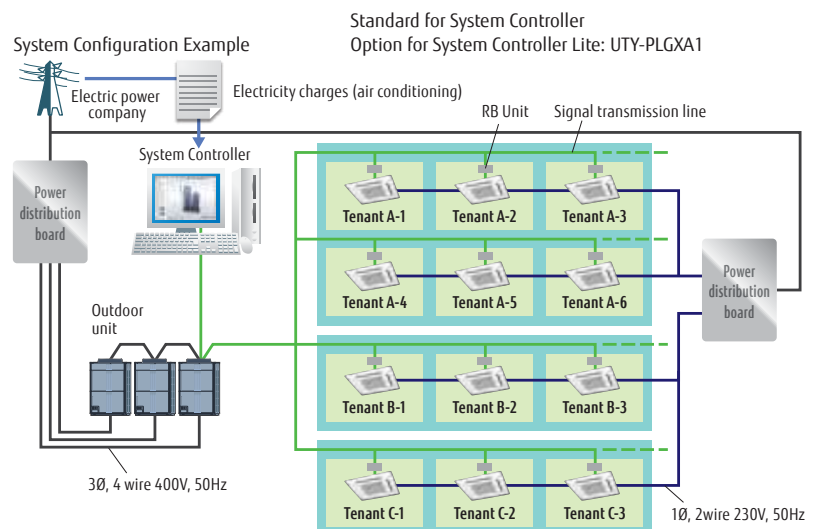 Standard for System Controller
System Configuration Example
Option for System Controller Lite: UTY-PLGXA1
Electric power
company
Electricity charges (air conditioning)
RB Unit
Signal transmission line
System Controller
Power
distribution
board
Tenant A-1
Tenant A-2
Tenant A-3
Tenant A-4
Tenant A-5
Tenant A-6
Power
distribution
board
Outdoor
unit
Tenant B-1
Tenant B-2
Tenant B-3
3Ø, 4 wire 400V, 50Hz
Tenant C-1
Tenant C-2
Tenant C-3
1Ø, 2wire 230V, 50Hz